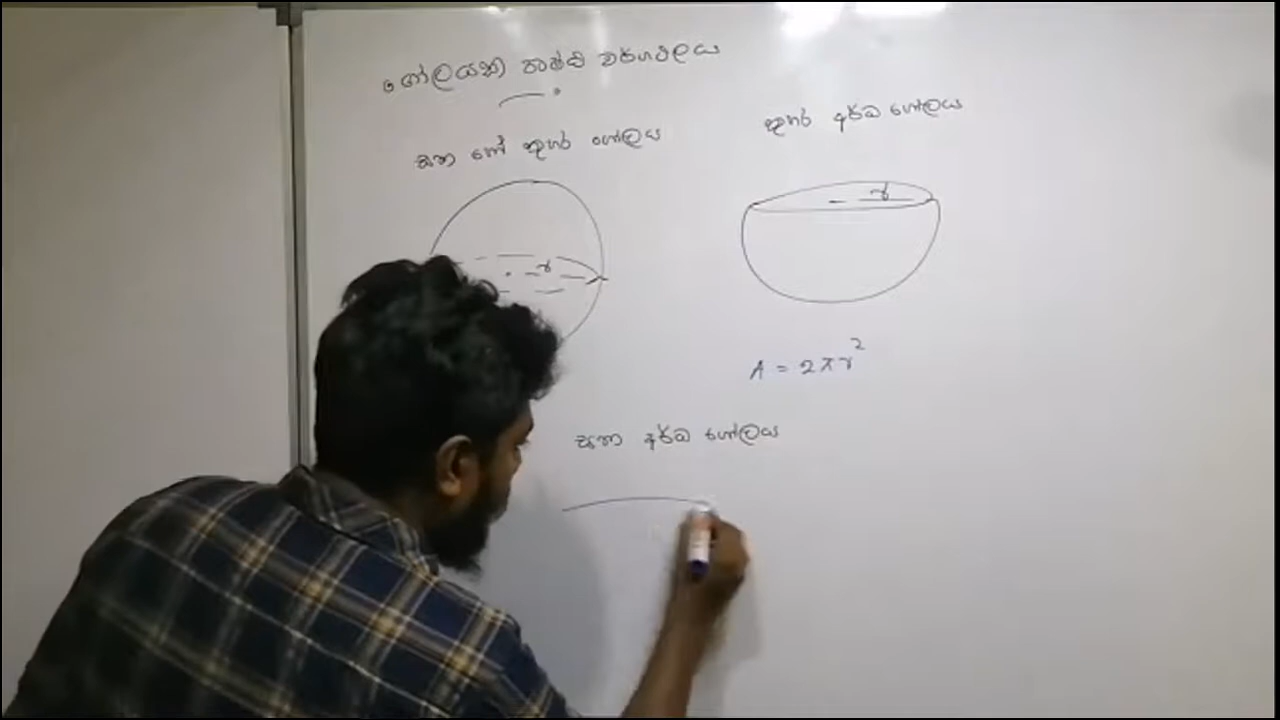 ගෝලයක පෘෂ්ඨ වර්ගඵලය
ඝන හෝ කුහර ගෝලය
කුහර අර්ධ ගෝලය
r
r
A = 2πr²
ඝන අර්ධ ගෝලය